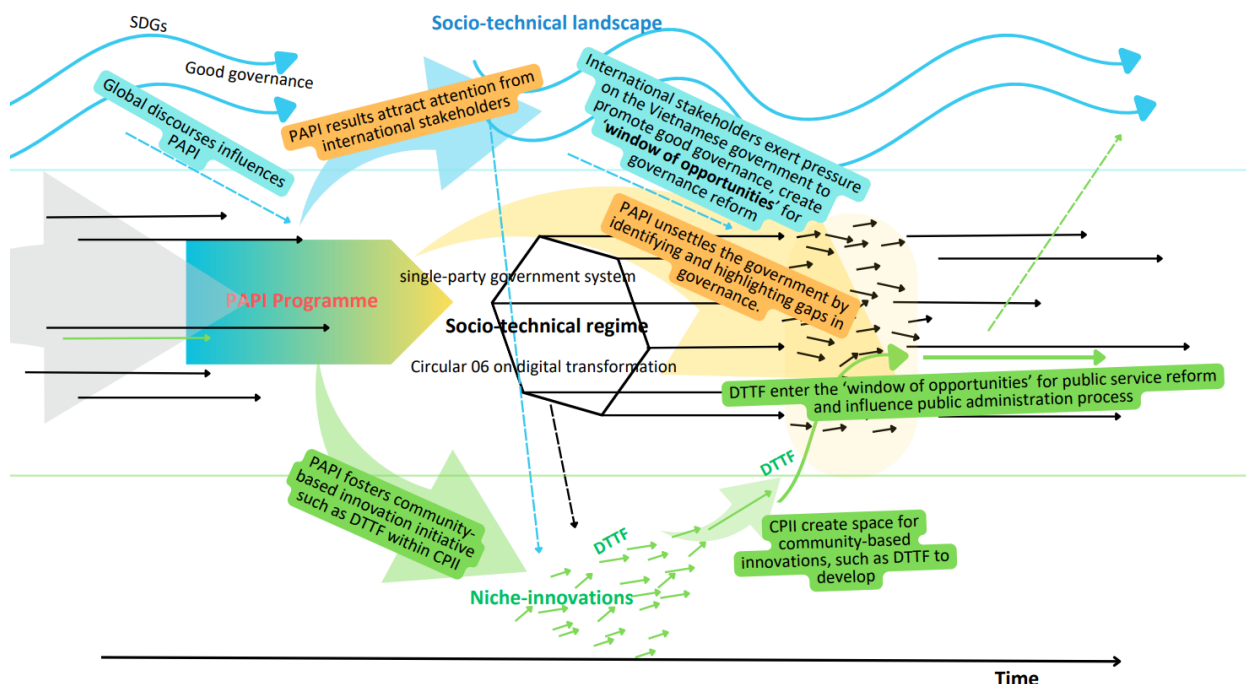 SDGs
Socio-technical landscape
Good governance
Global discourses influences
PAPI
PAPI results attract attention from
international stakeholders
International stakeholders exert pressure
on the Vietnamese government to
promote good governance, create
‘window of opportunities’ for
governance reform
PAPI unsettles the government by
identifying and highlighting gaps in
governance.
PAPI Programme
single-party government system
Socio-technical regime
Circular 06 on digital transformation
DTTF enter the ‘window of opportunities’ for public service reform
and influence public administration process
PAPI fosters community-
based innovation initiative
such as DTTF within CPII
DTTF
DTTF
CPII create space for
community-based
innovations, such as DTTF to
develop
Niche-innovations
Time